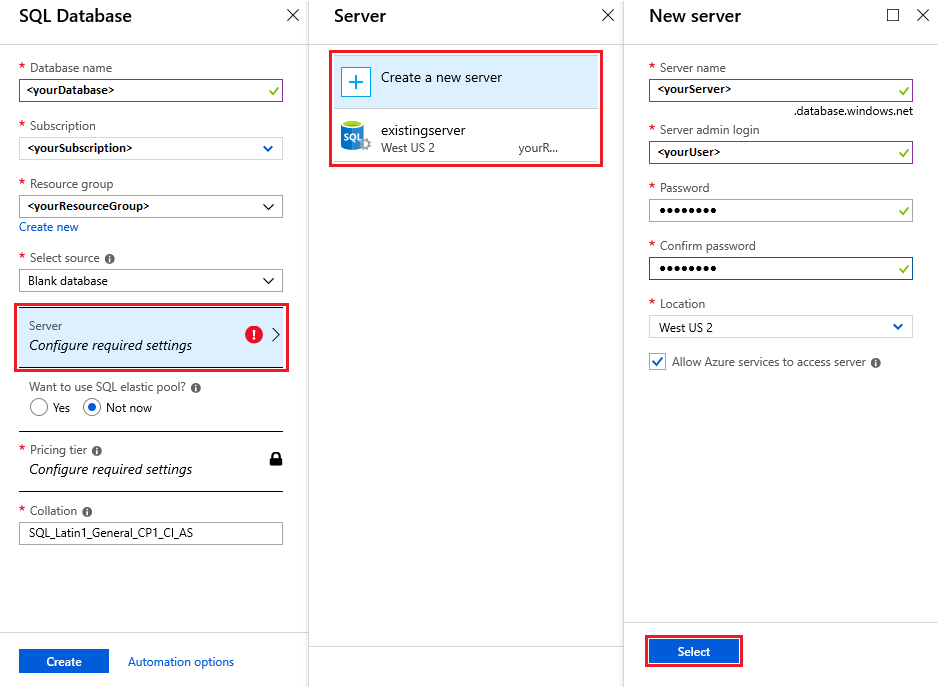 SQL Database
* Database name
<yourDatabase>
* Subscription
<yourSubscription>
* Resource group
<yourResourceGroup>
Create new
* Select source
Blank database
Server
Configure required settings
Want to use SQL elastic pool?
Yes Not now
* Pricing tier
Configure required settings
* Collation
SQL_Latin1_General_CP1_CI_AS
Create Automation options
Server
Create a new server
SQL
existingserver
West US 2 yourR...
New server
* Server name
<yourServer>
.database.windows.net
* Server admin login
<yourUser>
* Password
••••••••
* Confirm password
••••••••
* Location
West US 2
Allow Azure services to access server
Select